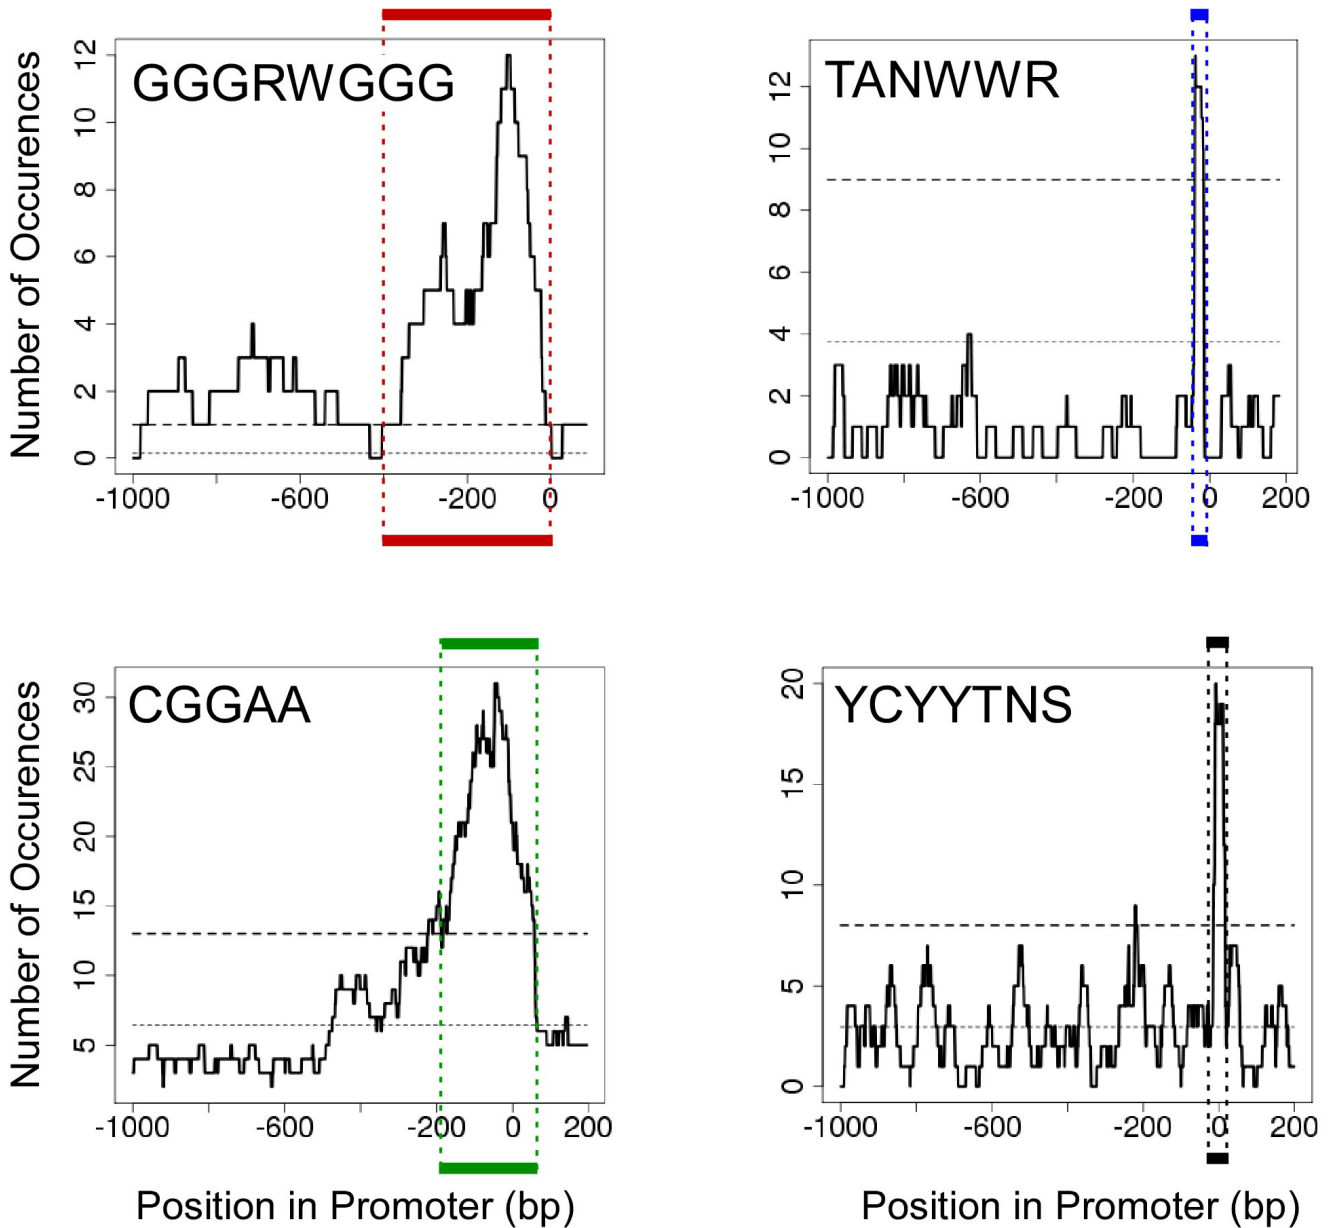 Number of Occurences
GGGRWGGG
0 2 4 6 8 10 12
-1000 -600 -200 0
TANWWR
0 2 4 6 8 10 12
-1000 -600 -200 0 200
Number of Occurences
CGGAA
5 10 15 20 25 30
-1000 -600 -200 0 200
Position in Promoter (bp)
YCYYTNS
0 5 10 15 20
-1000 -600 -200 0 200
Position in Promoter (bp)